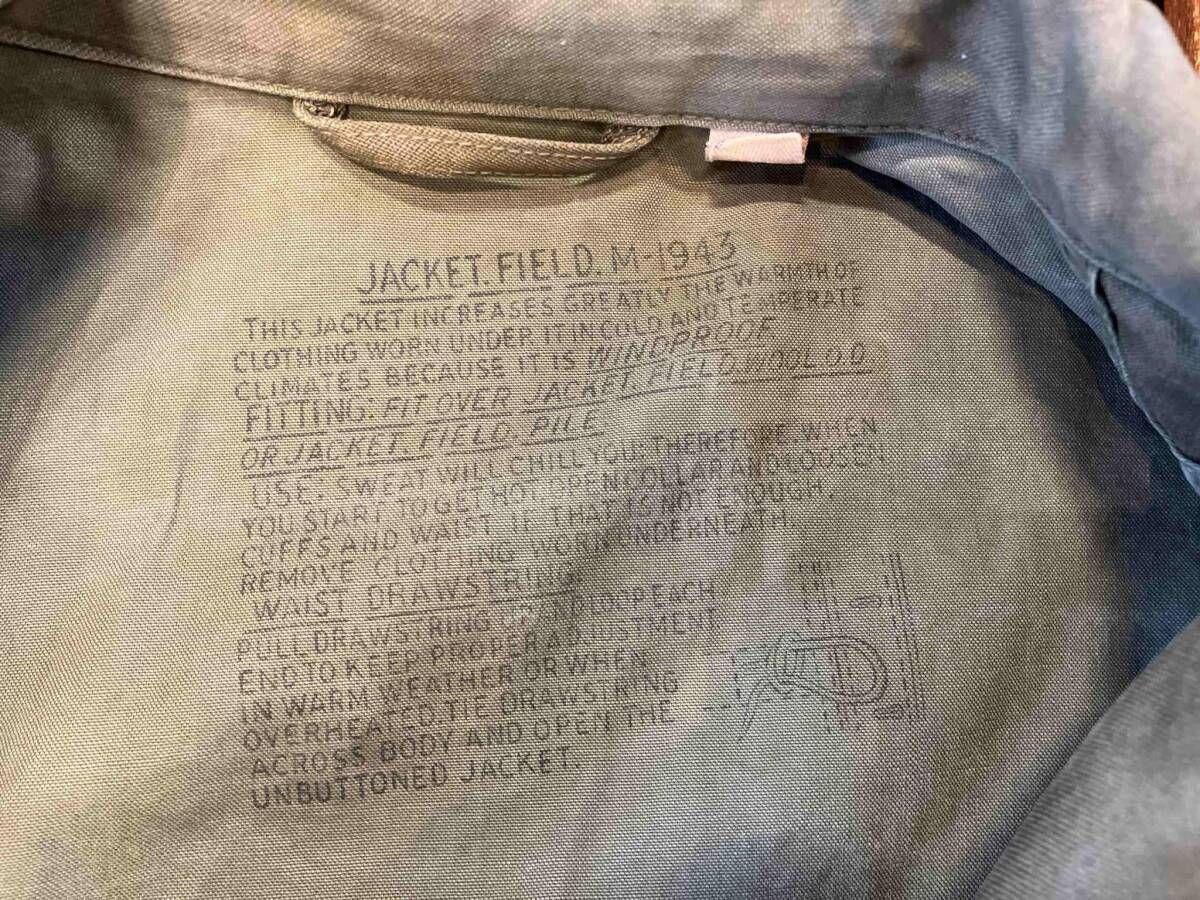 JACKET. FIELD. M-1943
THIS JACKET INCREASES GREATLY THE WARMTH OF
CLOTHING WORN UNDER IT IN COLD AND TEMPERATE
CLIMATES BECAUSE IT IS WINDPROOF
FITTING: FIT OVER JACKET. FIELD. WOOL O.D.
OR JACKET. FIELD. PILE
USE: SWEAT WILL CHILL YOU: THEREFORE. WHEN
YOU START TO GET HOT. OPEN COLLAR AND LOOSEN
CUFFS AND WAIST IF THAT IS NOT ENOUGH.
REMOVE CLOTHING WORN UNDERNEATH.
WAIST DRAWSTRING:
PULL DRAWSTRING AND LOOP EACH
END TO KEEP PROPER ADJUSTMENT
IN WARM WEATHER OR WHEN
OVERHEATED. TIE DRAWSTRING
ACROSS BODY AND OPEN THE
UNBUTTONED JACKET.